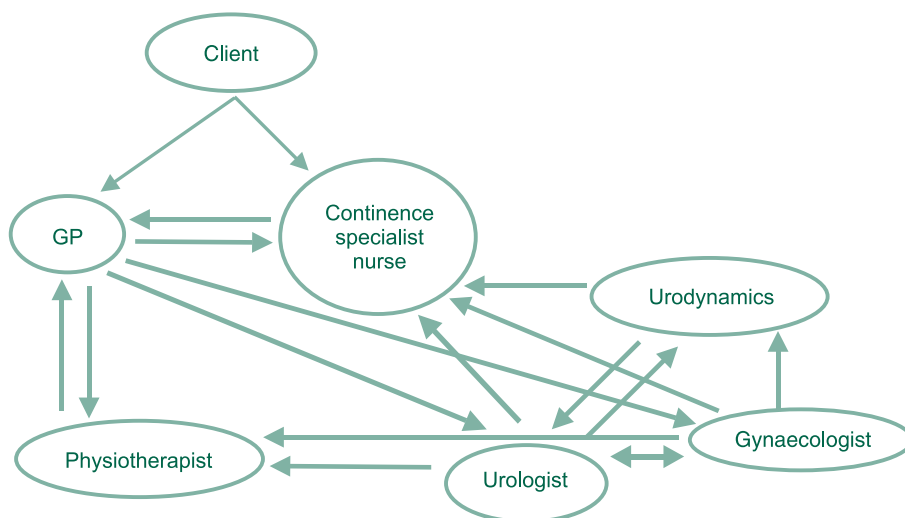 Client
GP
Continence
specialist
nurse
Urodynamics
Gynaecologist
Physiotherapist
Urologist